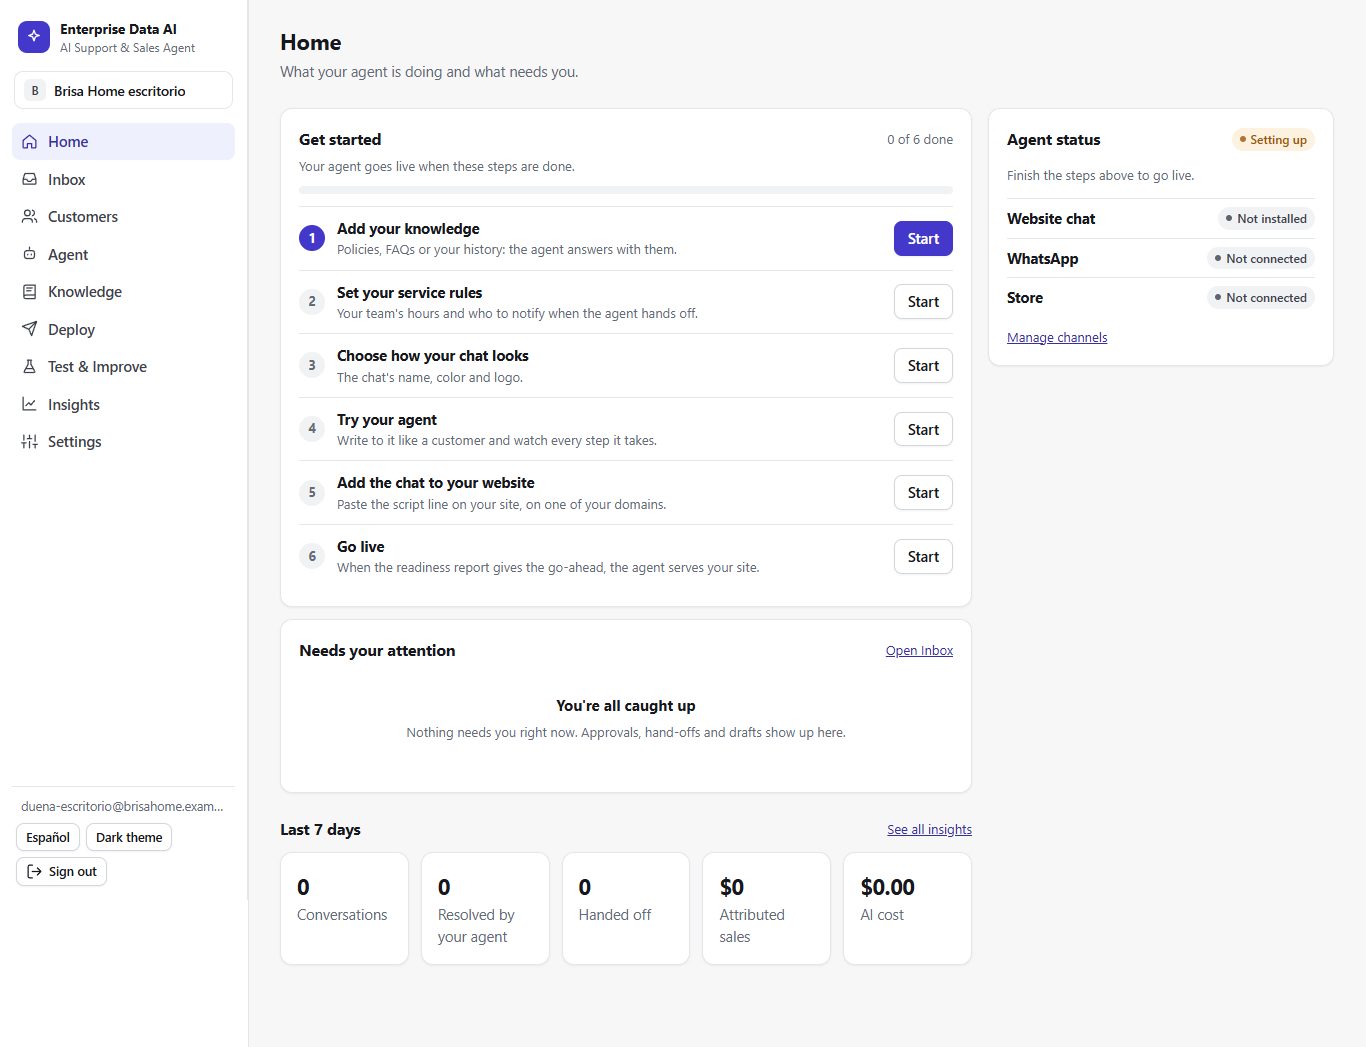 Enterprise Data AI
AI Support & Sales Agent
B Brisa Home escritorio
Home
Inbox
Customers
Agent
Knowledge
Deploy
Test & Improve
Insights
Settings
duena-escritorio@brisahome.exam...
Español Dark theme
Sign out
Home
What your agent is doing and what needs you.
Get started 0 of 6 done
Your agent goes live when these steps are done.
1 Add your knowledge Start
Policies, FAQs or your history: the agent answers with them.
2 Set your service rules Start
Your team's hours and who to notify when the agent hands off.
3 Choose how your chat looks Start
The chat's name, color and logo.
4 Try your agent Start
Write to it like a customer and watch every step it takes.
5 Add the chat to your website Start
Paste the script line on your site, on one of your domains.
6 Go live Start
When the readiness report gives the go-ahead, the agent serves your site.
Needs your attention Open Inbox
You're all caught up
Nothing needs you right now. Approvals, hand-offs and drafts show up here.
Last 7 days See all insights
0
Conversations
0
Resolved by
your agent
0
Handed off
$0
Attributed
sales
$0.00
AI cost
Agent status Setting up
Finish the steps above to go live.
Website chat Not installed
WhatsApp Not connected
Store Not connected
Manage channels